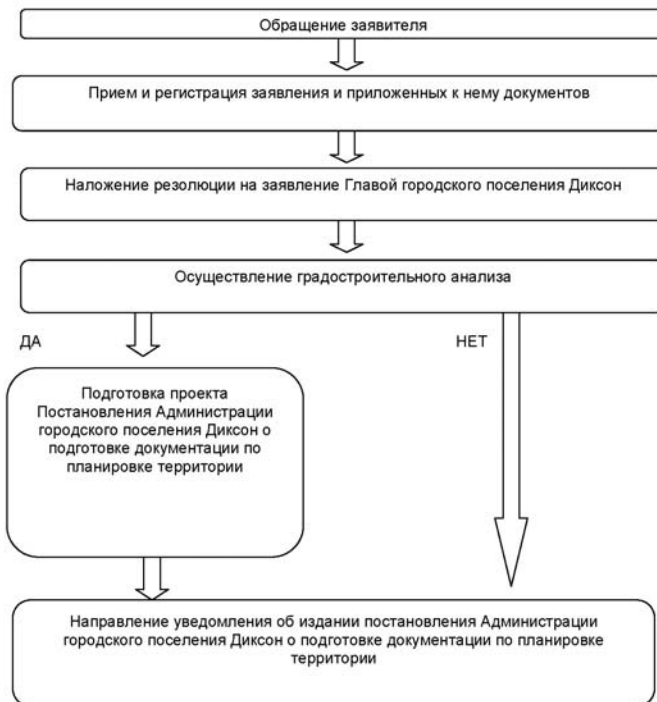 Обращение заявителя
Прием и регистрация заявления и приложенных к нему документов
Наложение резолюции на заявление Главой городского поселения Диксон
Осуществление градостроительного анализа
ДА
НЕТ
Подготовка проекта
Постановления Администрации
городского поселения Диксон о
подготовке документации по
планировке территории
Направление уведомления об издании постановления Администрации
городского поселения Диксон о подготовке документации по планировке
территории